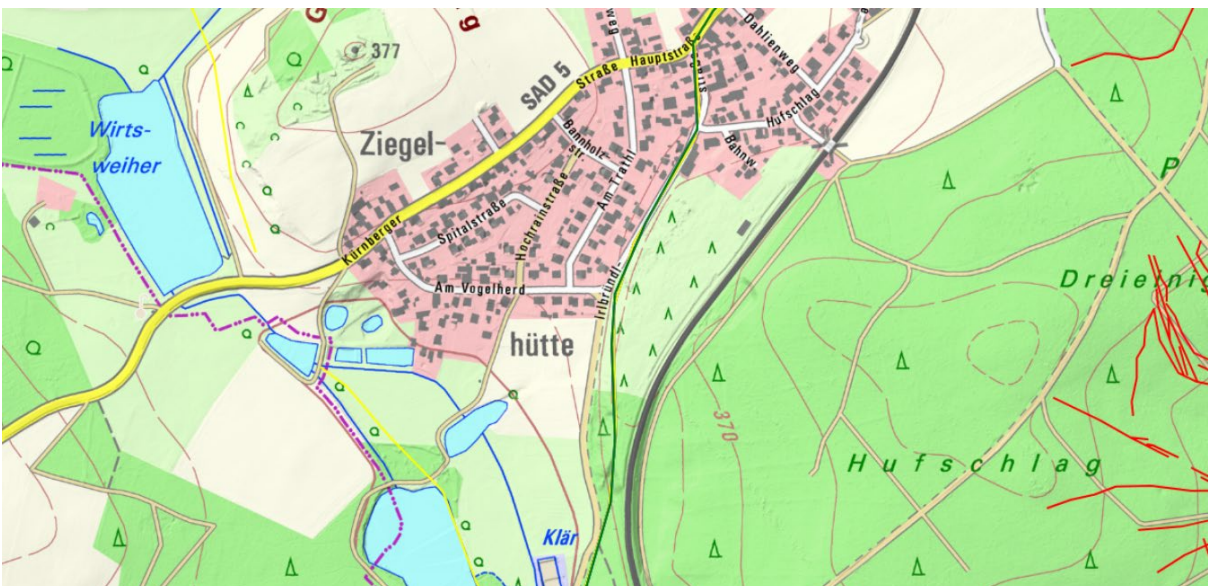 377
SAD 5
Straße Hauptstraße
Dahlienweg
Hufschlag
Bahnw.
Wirts-
weiher
Ziegel-
Bannholz-
str.
Am Trathl
Spitalstraße
Hochrainstraße
Kürnberger
Am Vogelherd
Irlbründl-
hütte
P
Dreieinig
370
Hufschlag
Klär